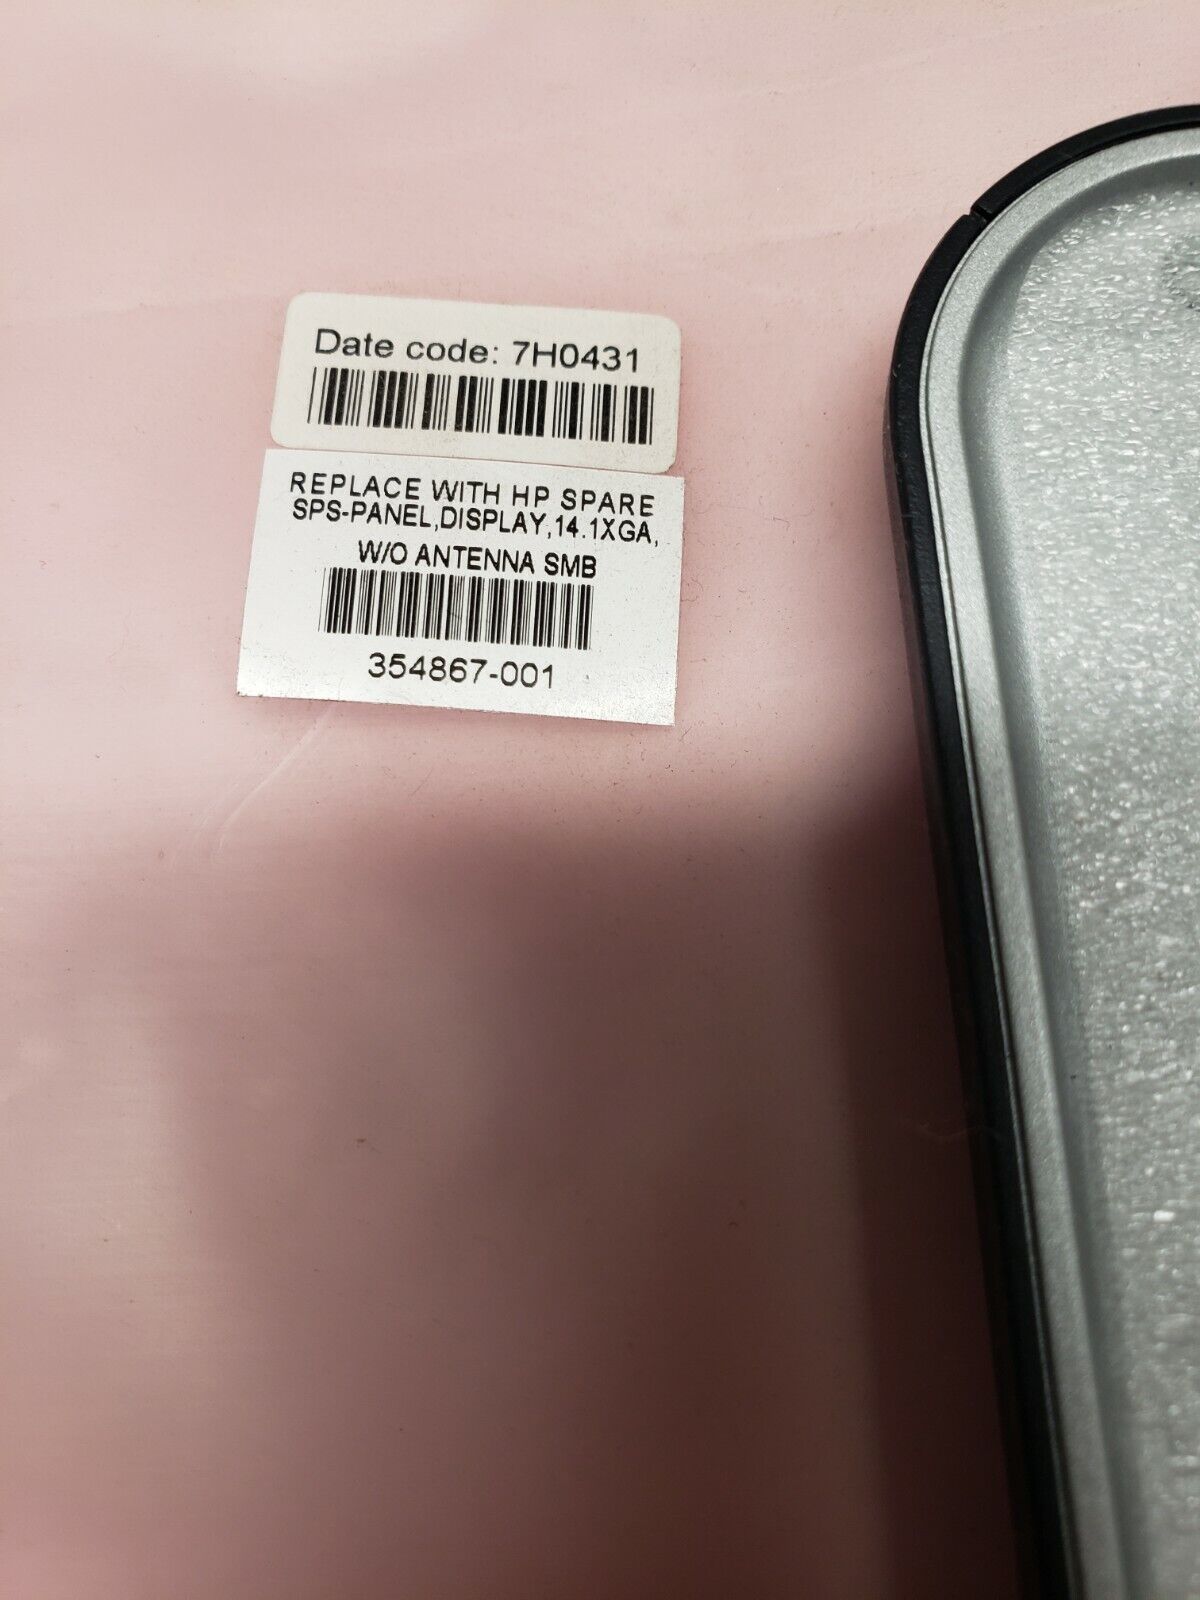 Date code: 7H0431
REPLACE WITH HP SPARE
SPS-PANEL,DISPLAY,14.1XGA,
W/O ANTENNA SMB
354867-001